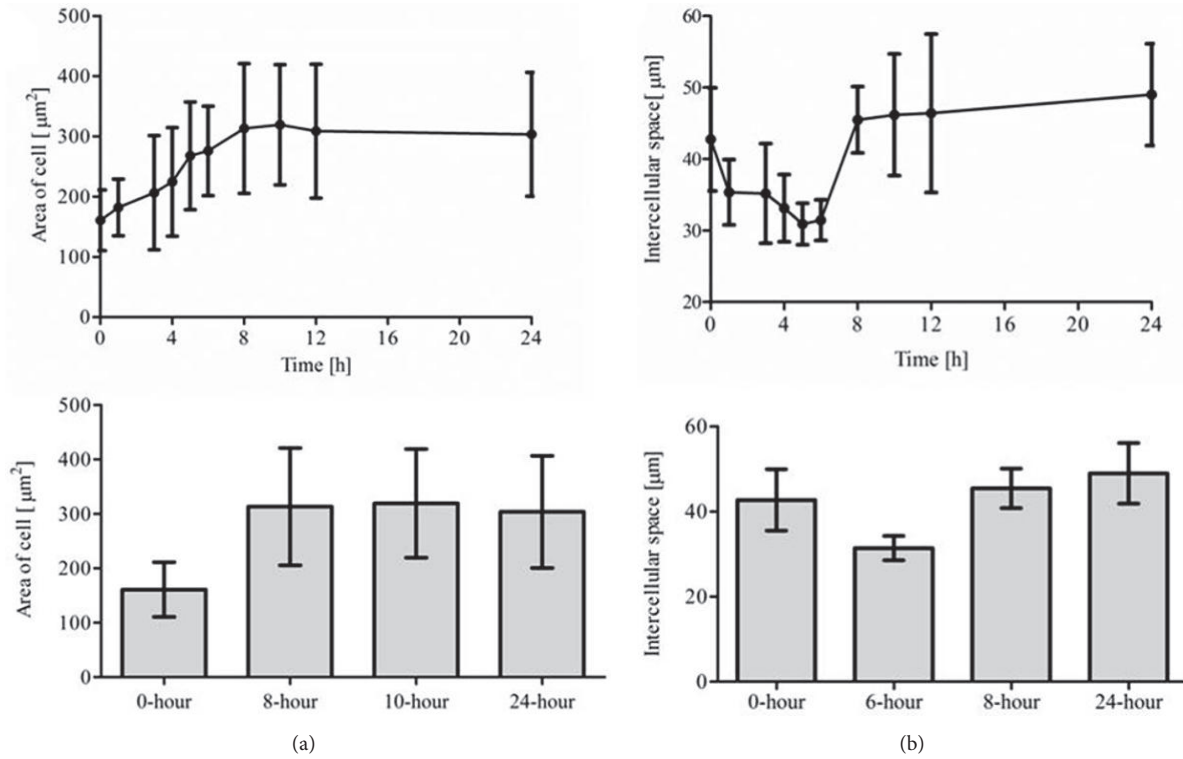 500
400
300
200
100
0
Area of cell [ μm²]
0 4 8 12 16 20 24
Time [h]
60
50
40
30
20
Intercellular space[ μm]
0 4 8 12 16 20 24
Time [h]
500
400
300
200
100
0
Area of cell [ μm²]
0-hour 8-hour 10-hour 24-hour
(a)
60
40
20
0
Intercellular space [μm]
0-hour 6-hour 8-hour 24-hour
(b)